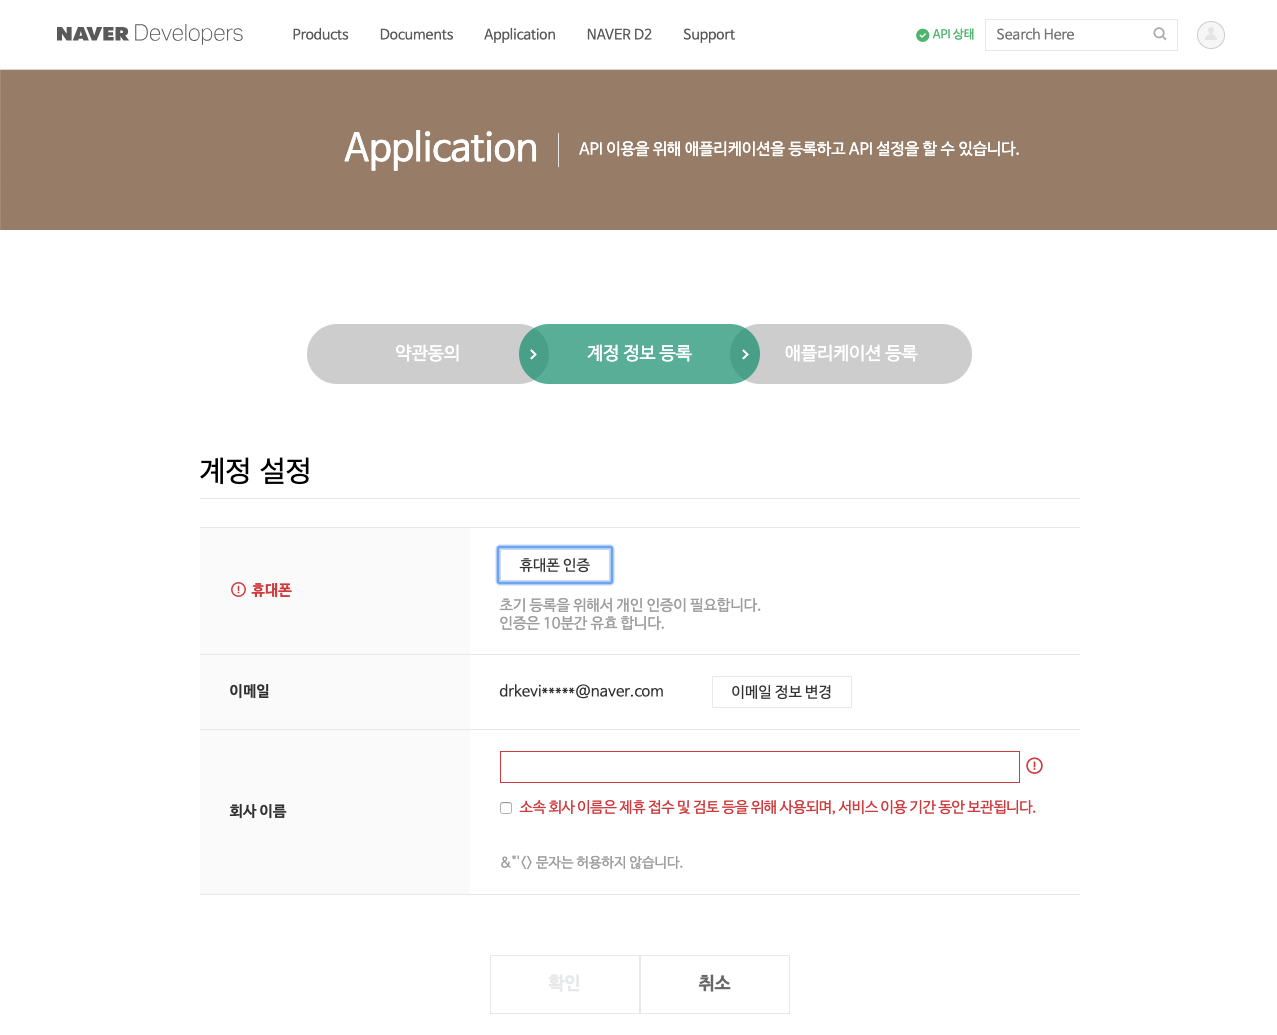 NAVER Developers
Products
Documents
Application
NAVER D2
Support
API 상태
Search Here
Application
API 이용을 위해 애플리케이션을 등록하고 API 설정을 할 수 있습니다.
약관동의
계정 정보 등록
애플리케이션 등록
계정 설정
휴대폰
휴대폰 인증
초기 등록을 위해서 개인 인증이 필요합니다.
인증은 10분간 유효 합니다.
이메일
drkevi*****@naver.com
이메일 정보 변경
회사 이름
소속 회사 이름은 제휴 접수 및 검토 등을 위해 사용되며, 서비스 이용 기간 동안 보관됩니다.
&"'<> 문자는 허용하지 않습니다.
확인
취소